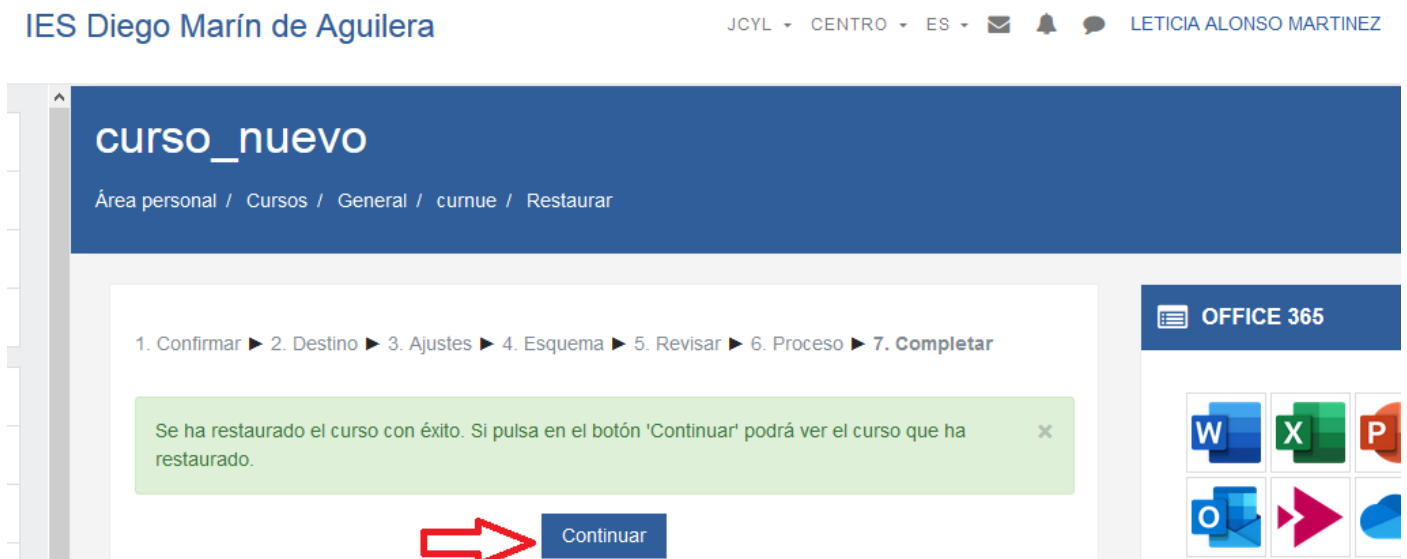 IES Diego Marín de Aguilera
JCYL CENTRO ES LETICIA ALONSO MARTINEZ
curso_nuevo
Área personal / Cursos / General / curnue / Restaurar
1. Confirmar ► 2. Destino ► 3. Ajustes ► 4. Esquema ► 5. Revisar ► 6. Proceso ► 7. Completar
OFFICE 365
Se ha restaurado el curso con éxito. Si pulsa en el botón 'Continuar' podrá ver el curso que ha ×
restaurado.
W X P
O
Continuar